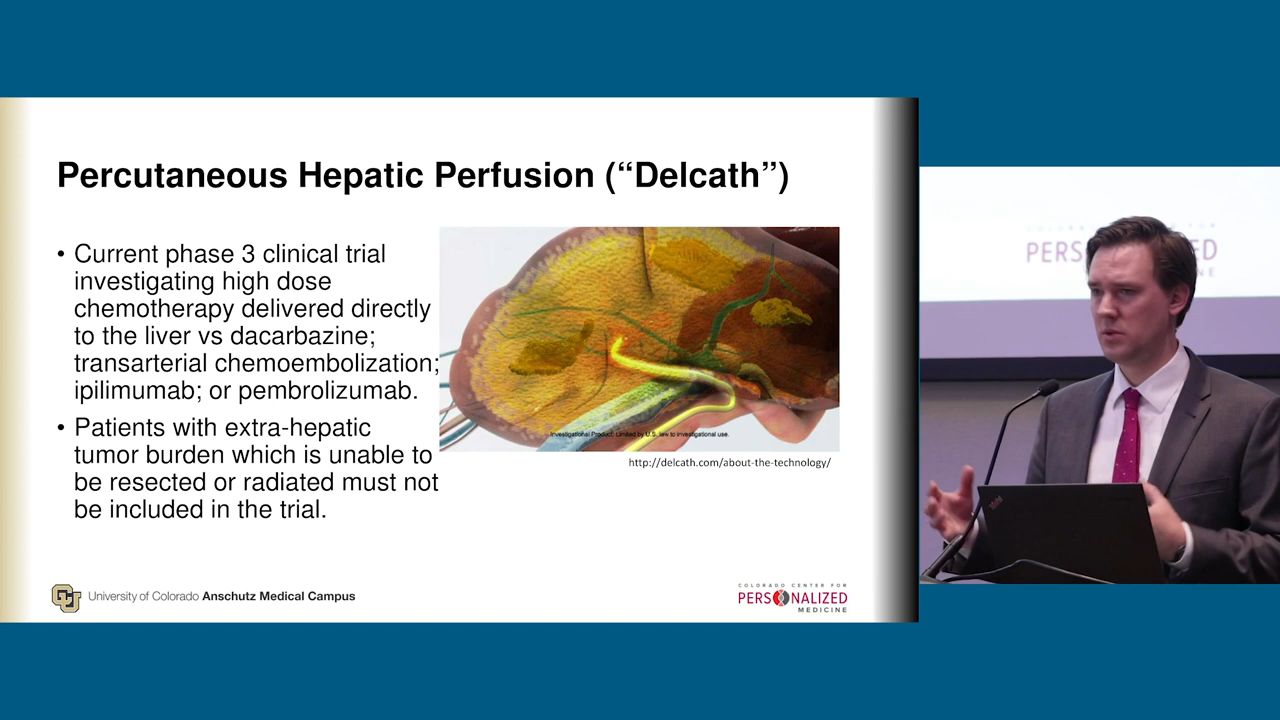 Percutaneous Hepatic Perfusion (“Delcath”)
• Current phase 3 clinical trial
investigating high dose
chemotherapy delivered directly
to the liver vs dacarbazine;
transarterial chemoembolization;
ipilimumab; or pembrolizumab.
• Patients with extra-hepatic
tumor burden which is unable to
be resected or radiated must not
be included in the trial.
Investigational Product: Limited by U.S. law to investigational use.
http://delcath.com/about-the-technology/
University of Colorado Anschutz Medical Campus
COLORADO CENTER FOR
PERSONALIZED
MEDICINE